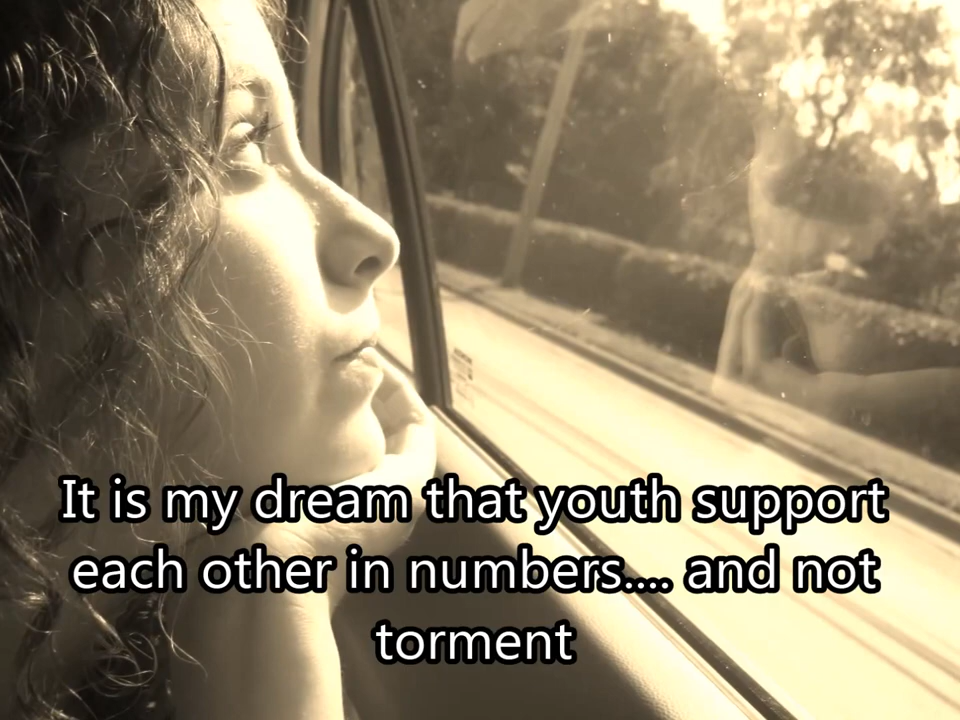 It is my dream that youth support
each other in numbers.... and not
torment